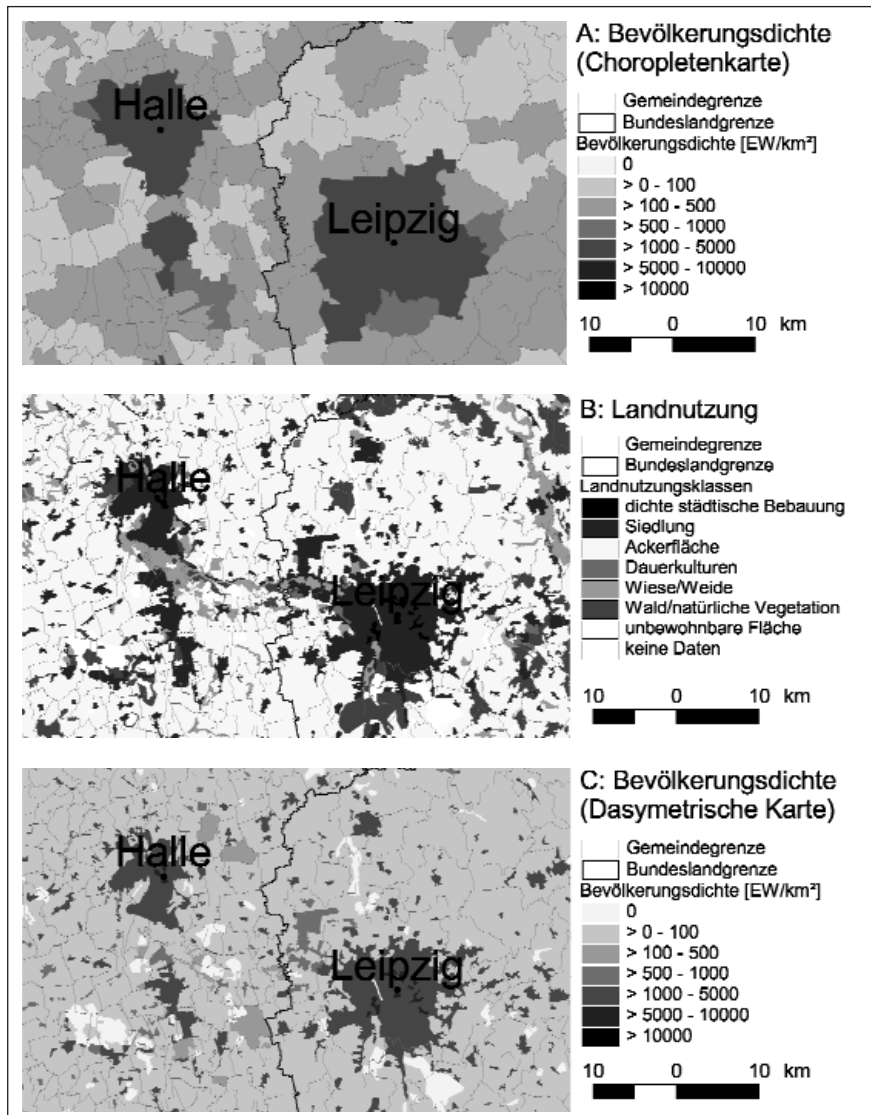 A: Bevölkerungsdichte
(Choropletenkarte)
Gemeindegrenze
Bundeslandgrenze
Bevölkerungsdichte [EW/km²]
0
> 0 - 100
> 100 - 500
> 500 - 1000
> 1000 - 5000
> 5000 - 10000
> 10000
10 0 10 km
Halle
Leipzig
B: Landnutzung
Gemeindegrenze
Bundeslandgrenze
Landnutzungsklassen
dichte städtische Bebauung
Siedlung
Ackerfläche
Dauerkulturen
Wiese/Weide
Wald/natürliche Vegetation
unbewohnbare Fläche
keine Daten
10 0 10 km
Halle
Leipzig
C: Bevölkerungsdichte
(Dasymetrische Karte)
Gemeindegrenze
Bundeslandgrenze
Bevölkerungsdichte [EW/km²]
0
> 0 - 100
> 100 - 500
> 500 - 1000
> 1000 - 5000
> 5000 - 10000
> 10000
10 0 10 km
Halle
Leipzig